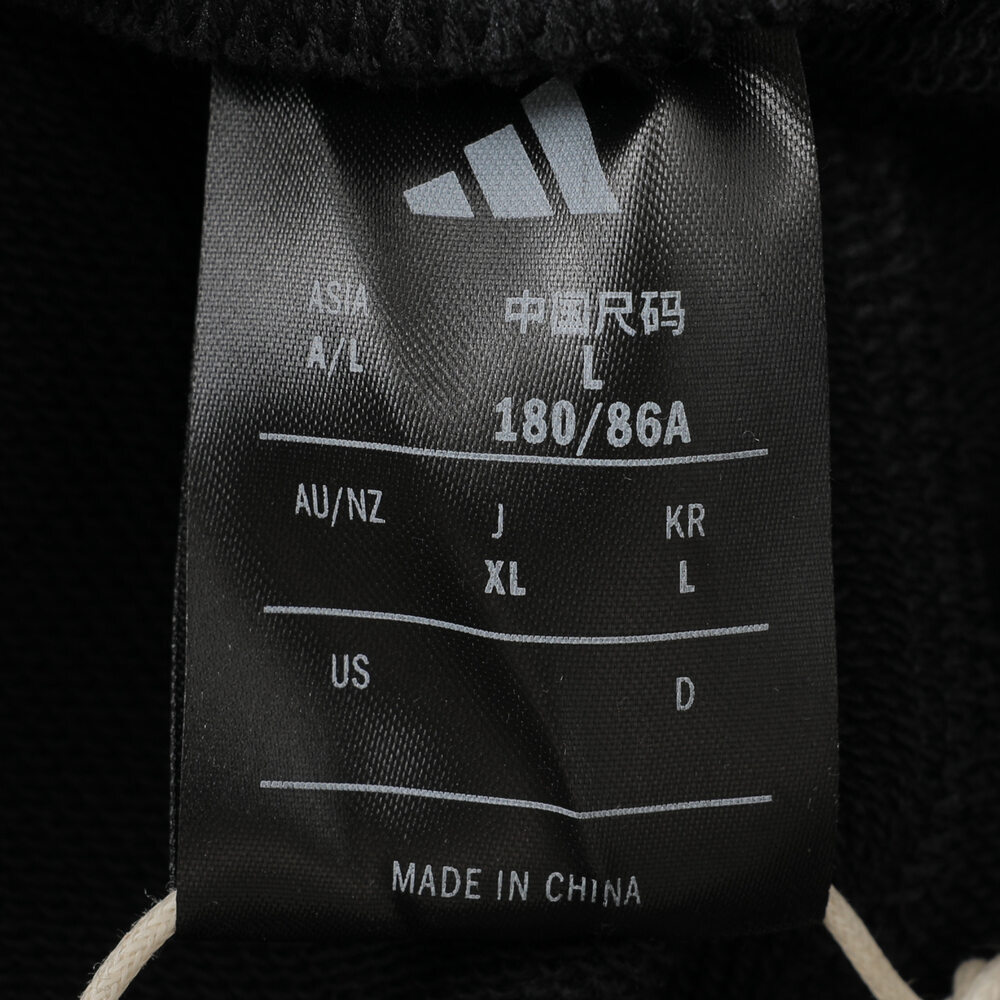 ASIA 中国尺码
A/L L
180/86A
AU/NZ J KR
XL L
US D
MADE IN CHINA